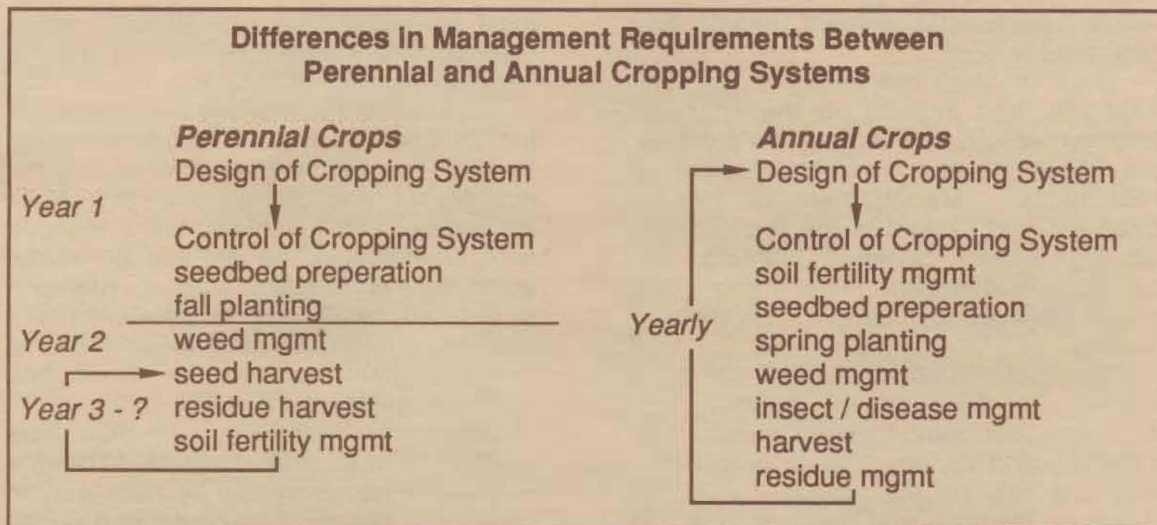 Differences in Management Requirements Between
Perennial and Annual Cropping Systems
Perennial Crops
Design of Cropping System
Year 1
Control of Cropping System
seedbed preperation
fall planting
Year 2
weed mgmt
seed harvest
Year 3 - ?
residue harvest
soil fertility mgmt
Annual Crops
Design of Cropping System
Control of Cropping System
soil fertility mgmt
seedbed preperation
Yearly
spring planting
weed mgmt
insect / disease mgmt
harvest
residue mgmt